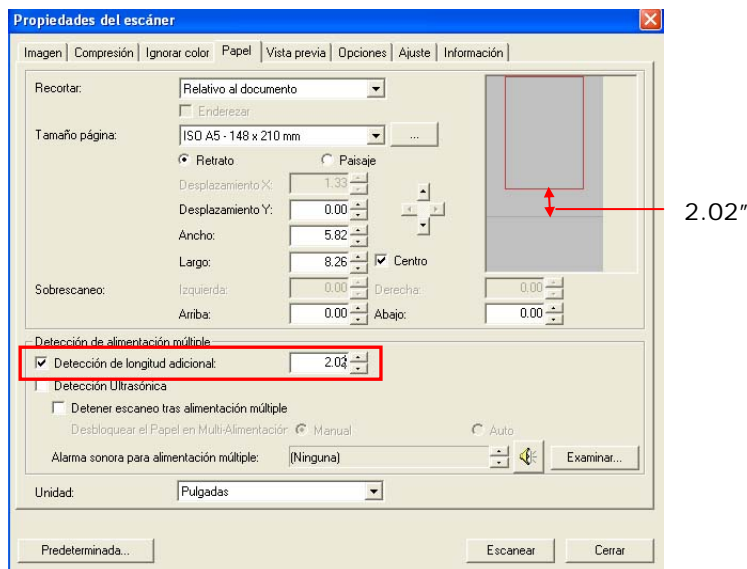 Propiedades del escáner
Imagen Compresión Ignorar color Papel Vista previa Opciones Ajuste Información
Recortar: Relativo al documento
Enderezar
Tamaño página: ISO A5 - 148 x 210 mm ...
Retrato Paisaje
Desplazamiento X: 1.33
Desplazamiento Y: 0.00
2.02"
Ancho: 5.82
Largo: 8.26 Centro
Sobrescaneo: Izquierda: 0.00 Derecha: 0.00
Arriba: 0.00 Abajo: 0.00
Detección de alimentación múltiple
Detección de longitud adicional: 2.02
Detección Ultrasónica
Detener escaneo tras alimentación múltiple
Desbloquear el Papel en Multi-Alimentación Manual Auto
Alarma sonora para alimentación múltiple: (Ninguna) Examinar...
Unidad: Pulgadas
Predeterminada... Escanear Cerrar